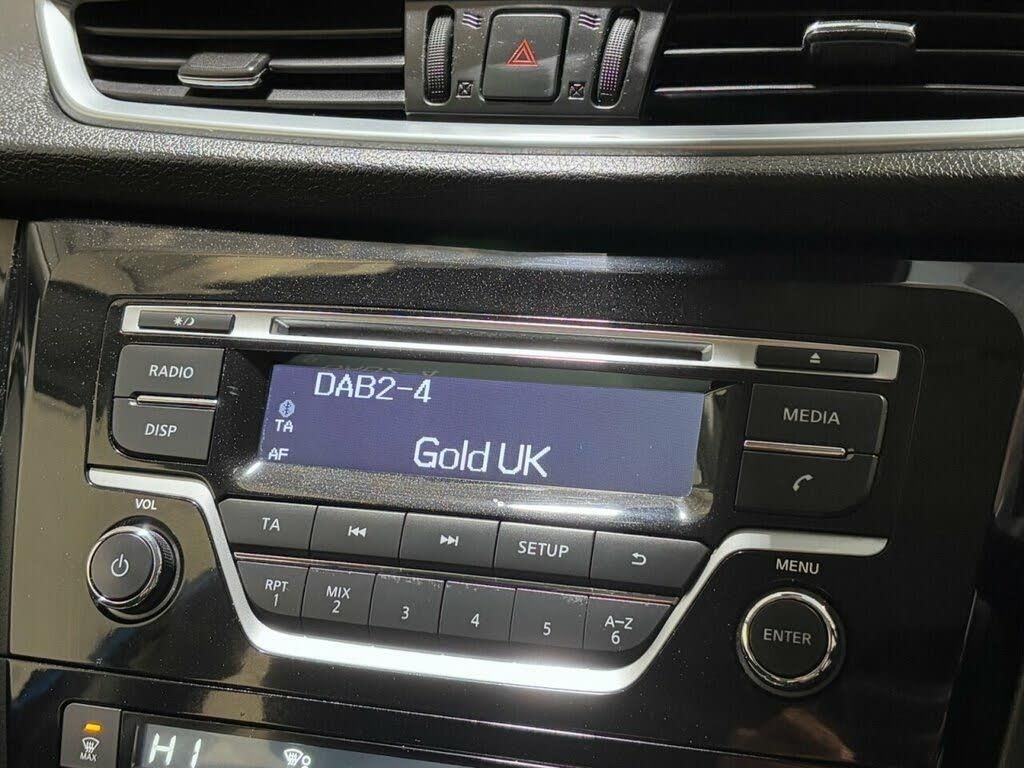 RADIO
DISP
DAB2-4
TA
AF
Gold UK
MEDIA
VOL
TA
SETUP
MENU
RPT
1
MIX
2
3
4
5
A-Z
6
ENTER
MAX
HI